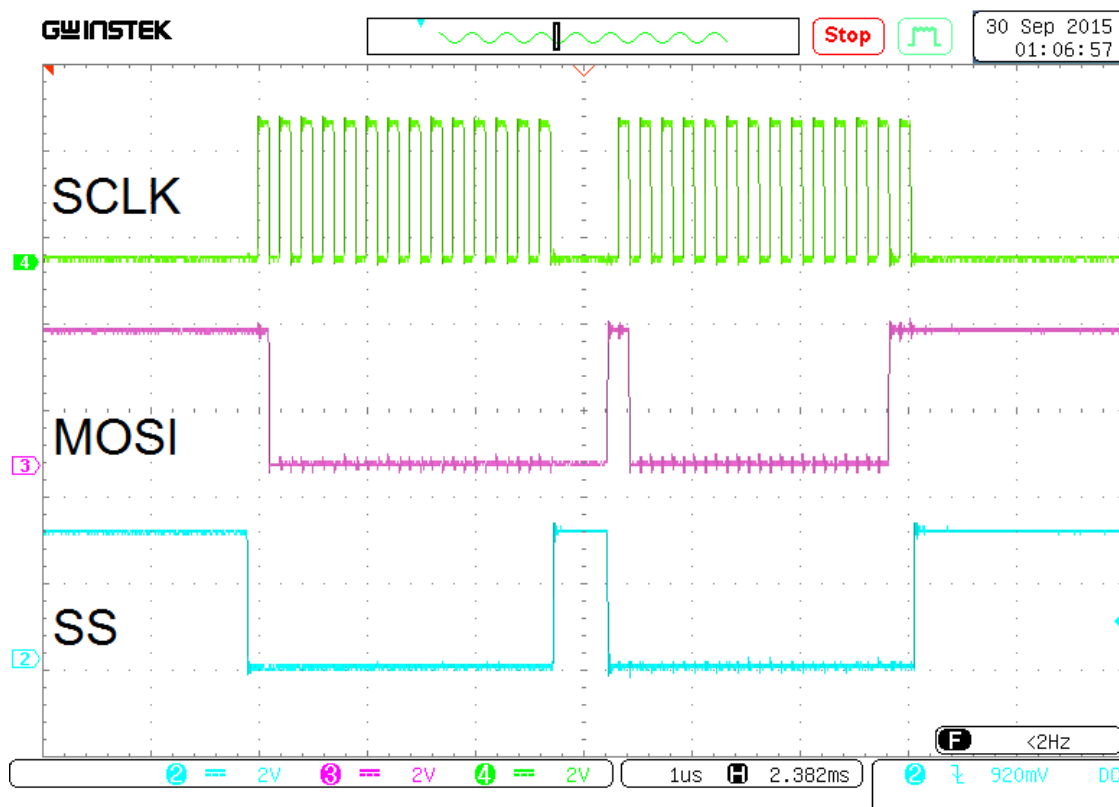 GWINSTEK
Stop
30 Sep 2015
01:06:57
SCLK
4
MOSI
3
SS
2
F <2Hz
2 2V 3 2V 4 2V 1us H 2.382ms 2 920mV DC